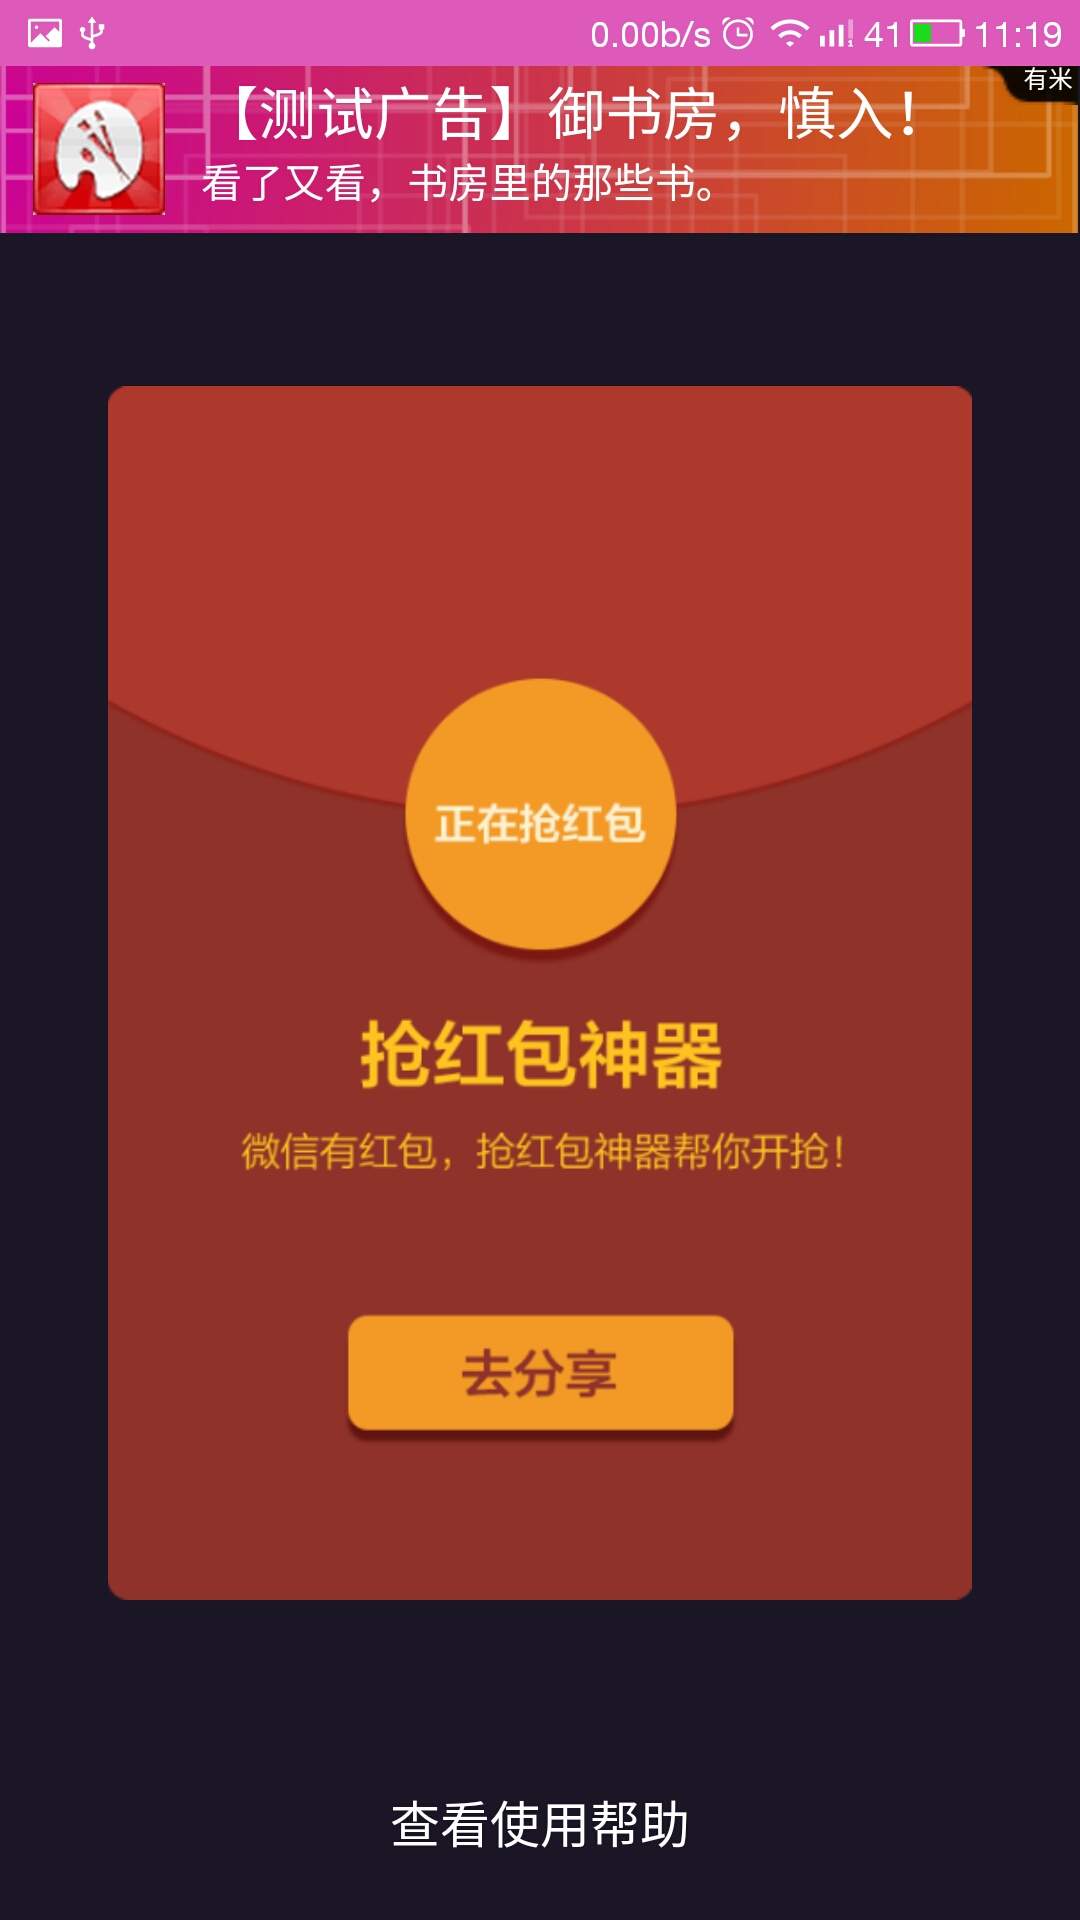 0.00b/s 41 11:19
有米
【测试广告】御书房，慎入！
看了又看，书房里的那些书。
正在抢红包
抢红包神器
微信有红包，抢红包神器帮你开抢！
去分享
查看使用帮助